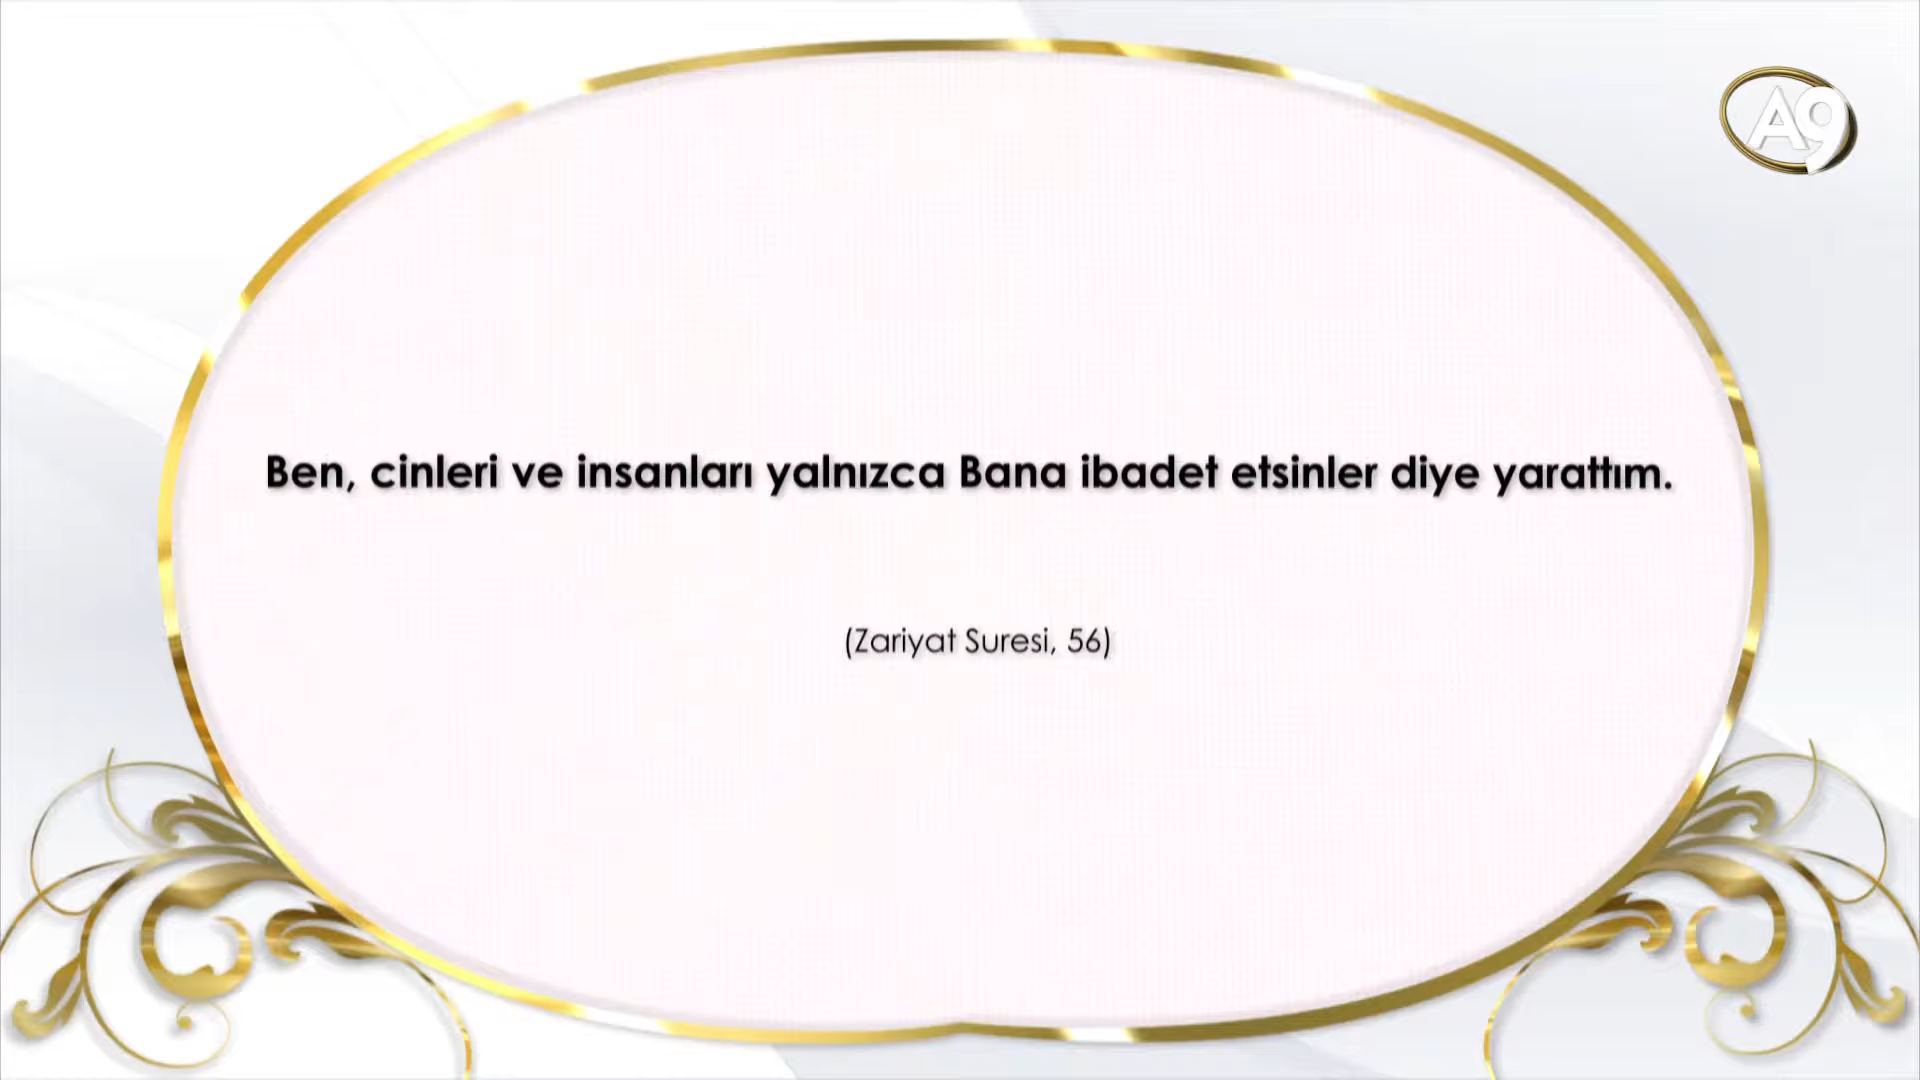 A9
Ben, cinleri ve insanları yalnızca Bana ibadet etsinler diye yarattım.
(Zariyat Suresi, 56)